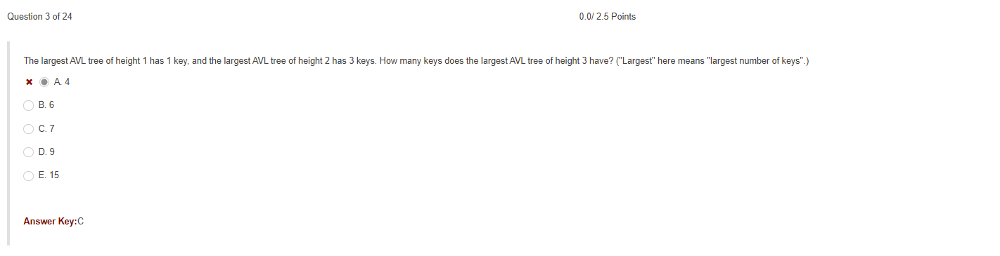 Question 3 of 24 0.0/ 2.5 Points
The largest AVL tree of height 1 has 1 key, and the largest AVL tree of height 2 has 3 keys. How many keys does the largest AVL tree of height 3 have? ("Largest" here means "largest number of keys".)
A. 4
B. 6
C. 7
D. 9
E. 15
Answer Key:C